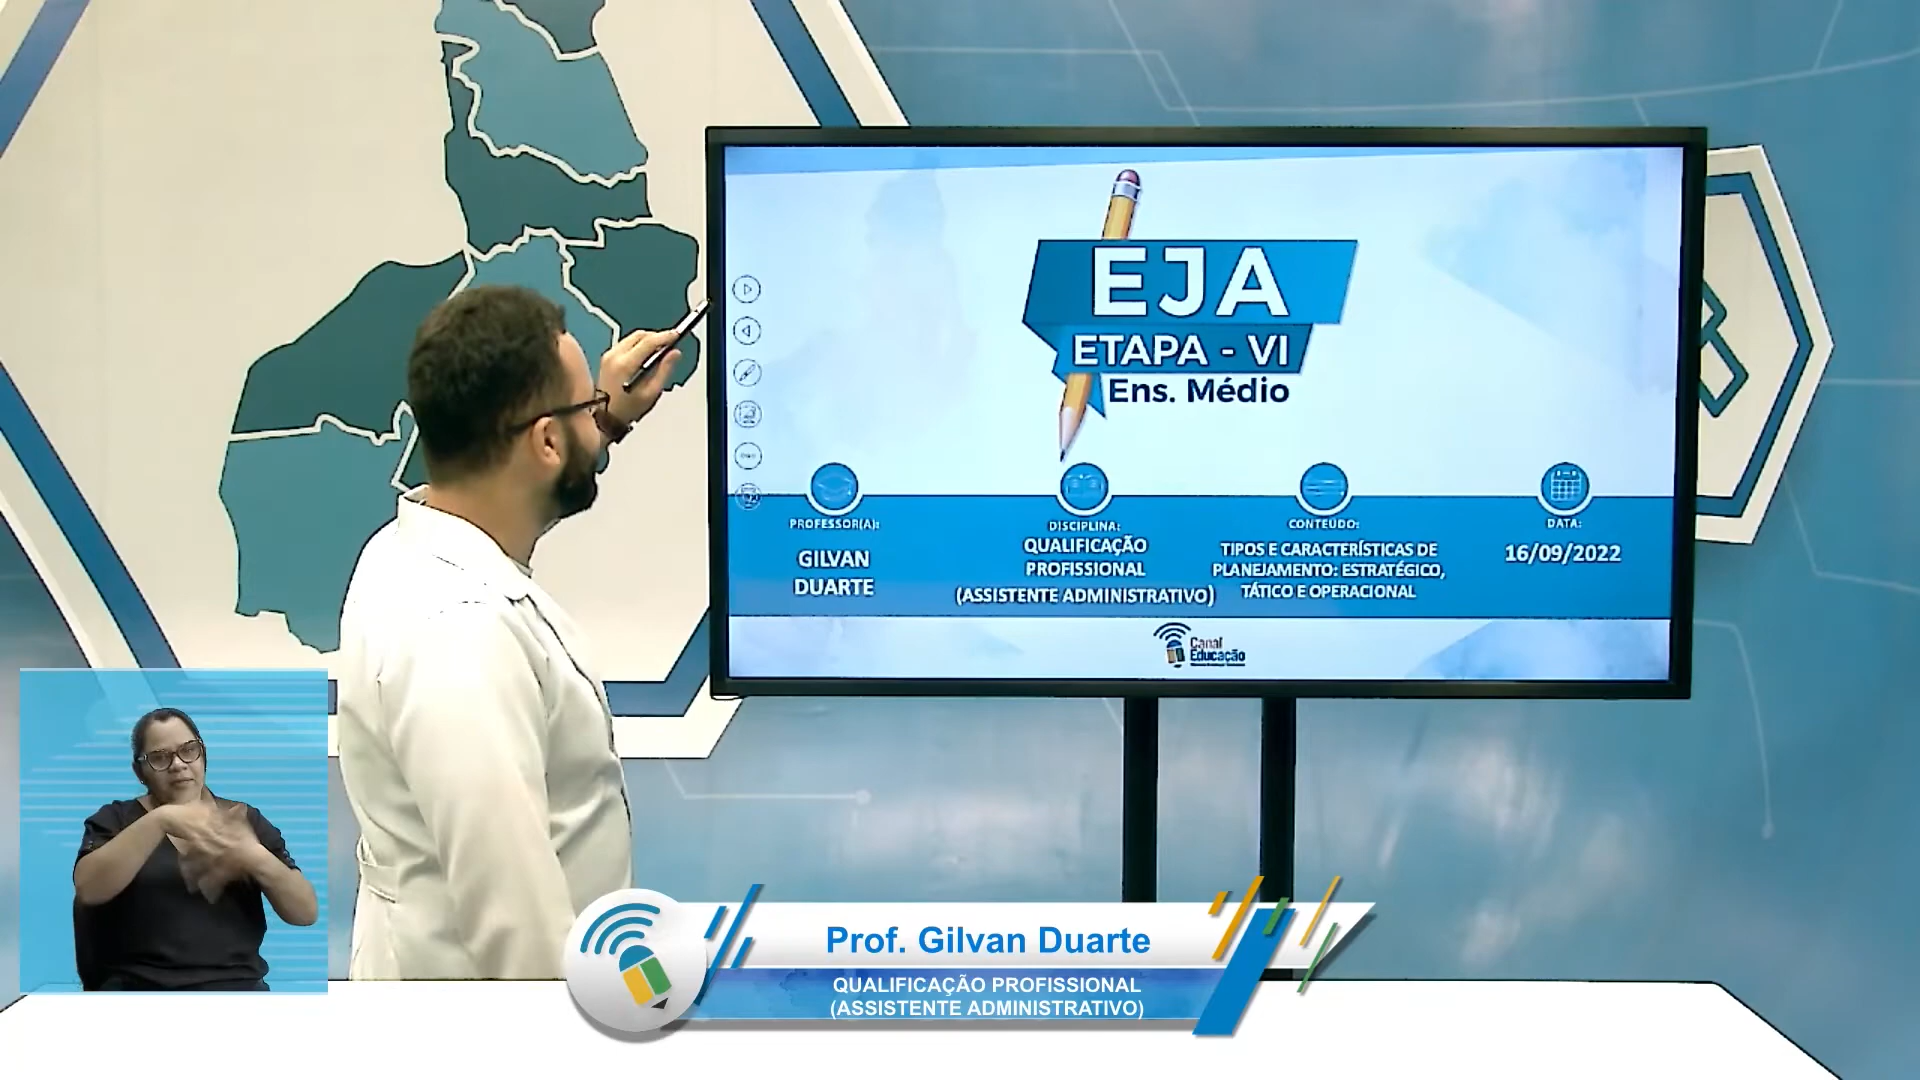 EJA
ETAPA - VI
Ens. Médio
PROFESSOR(A):
GILVAN
DUARTE
DISCIPLINA:
QUALIFICAÇÃO
PROFISSIONAL
(ASSISTENTE ADMINISTRATIVO)
CONTEÚDO:
TIPOS E CARACTERÍSTICAS DE
PLANEJAMENTO: ESTRATÉGICO,
TÁTICO E OPERACIONAL
DATA:
16/09/2022
Canal
Educação
Prof. Gilvan Duarte
QUALIFICAÇÃO PROFISSIONAL
(ASSISTENTE ADMINISTRATIVO)